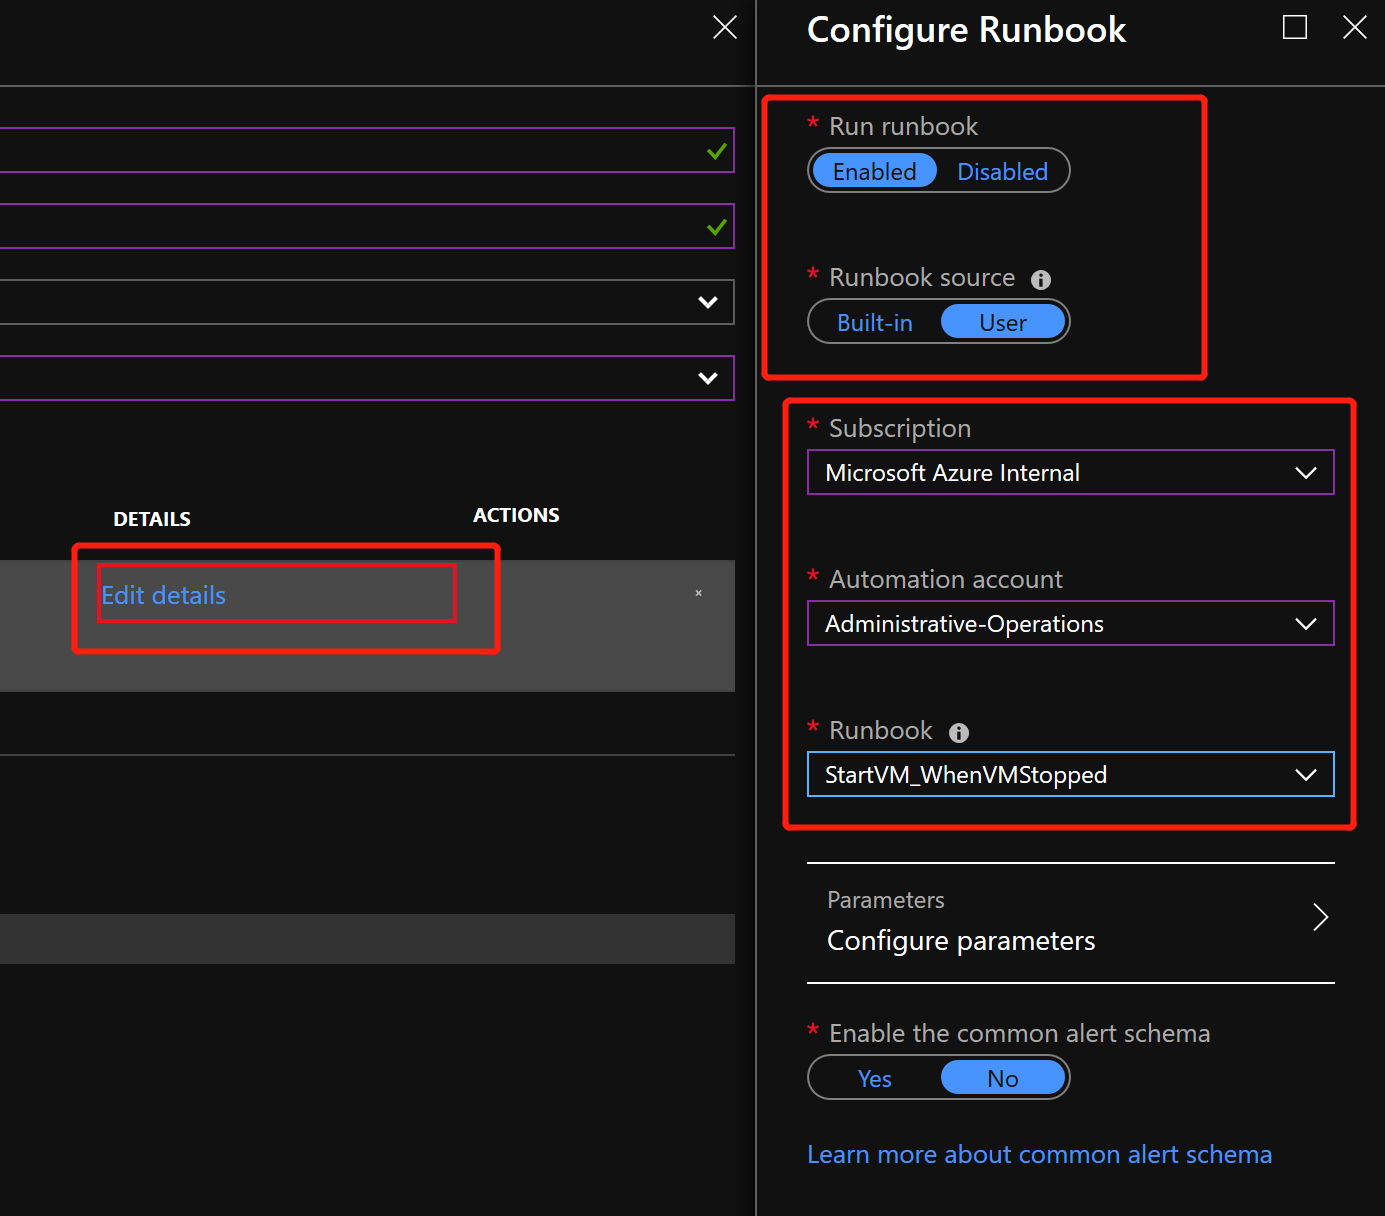 DETAILS
ACTIONS
Edit details
Configure Runbook
* Run runbook
Enabled Disabled
* Runbook source
Built-in User
* Subscription
Microsoft Azure Internal
* Automation account
Administrative-Operations
* Runbook
StartVM_WhenVMStopped
Parameters
Configure parameters
* Enable the common alert schema
Yes No
Learn more about common alert schema